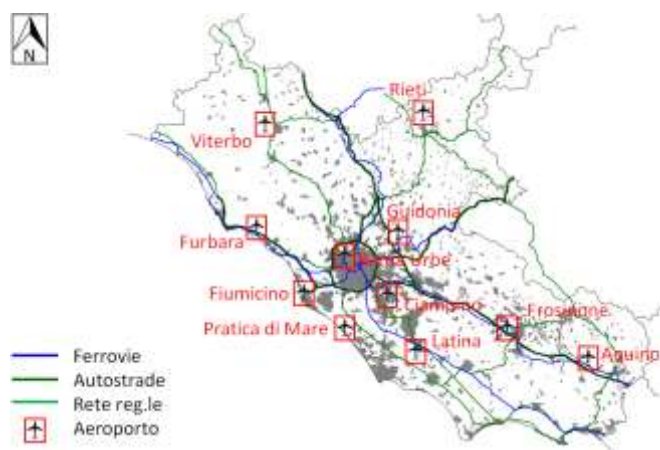 N
Rieti
Viterbo
Guidonia
Furbara
Roma Urbe
Fiumicino
Ciampino
Frosinone
Pratica di Mare
Latina
Aquino
Ferrovie
Autostrade
Rete reg.le
Aeroporto